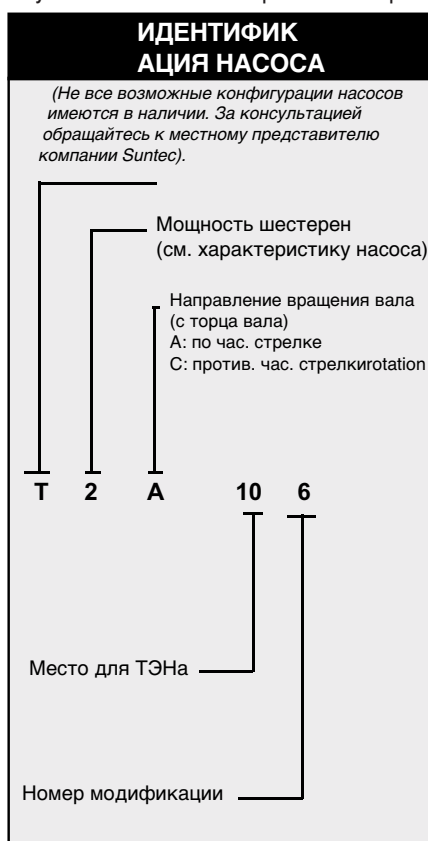 ИДЕНТИФИК
АЦИЯ НАСОСА
(Не все возможные конфигурации насосов
имеются в наличии. За консультацией
обращайтесь к местному представителю
компании Suntec).
Мощность шестерен
(см. характеристику насоса)
Направление вращения вала
(с торца вала)
A: по час. стрелке
C: против. час. стрелкиrotation
T 2 A 10 6
Место для ТЭНа
Номер модификации